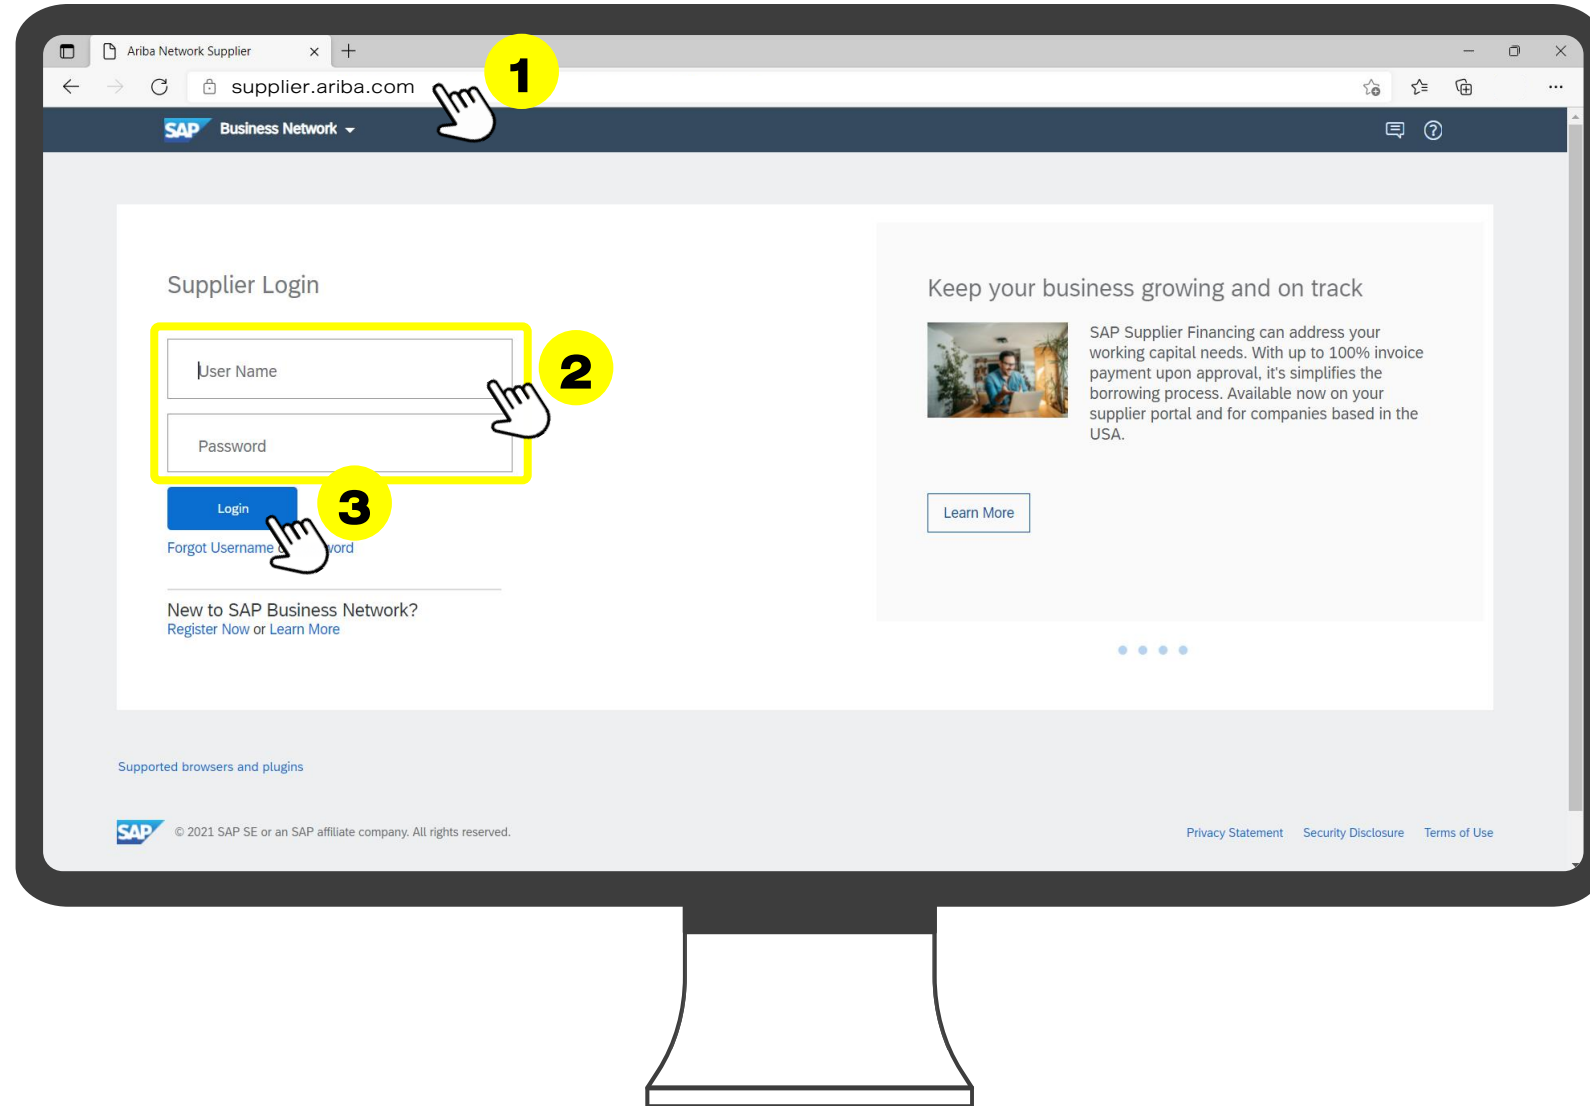 Ariba Network Supplier
1
supplier.ariba.com
SAP Business Network
Supplier Login
Keep your business growing and on track
User Name
2
SAP Supplier Financing can address your
working capital needs. With up to 100% invoice
payment upon approval, it's simplifies the
borrowing process. Available now on your
supplier portal and for companies based in the
USA.
Password
Login
3
Learn More
Forgot Username
New to SAP Business Network?
Register Now or Learn More
Supported browsers and plugins
SAP © 2021 SAP SE or an SAP affiliate company. All rights reserved.
Privacy Statement Security Disclosure Terms of Use